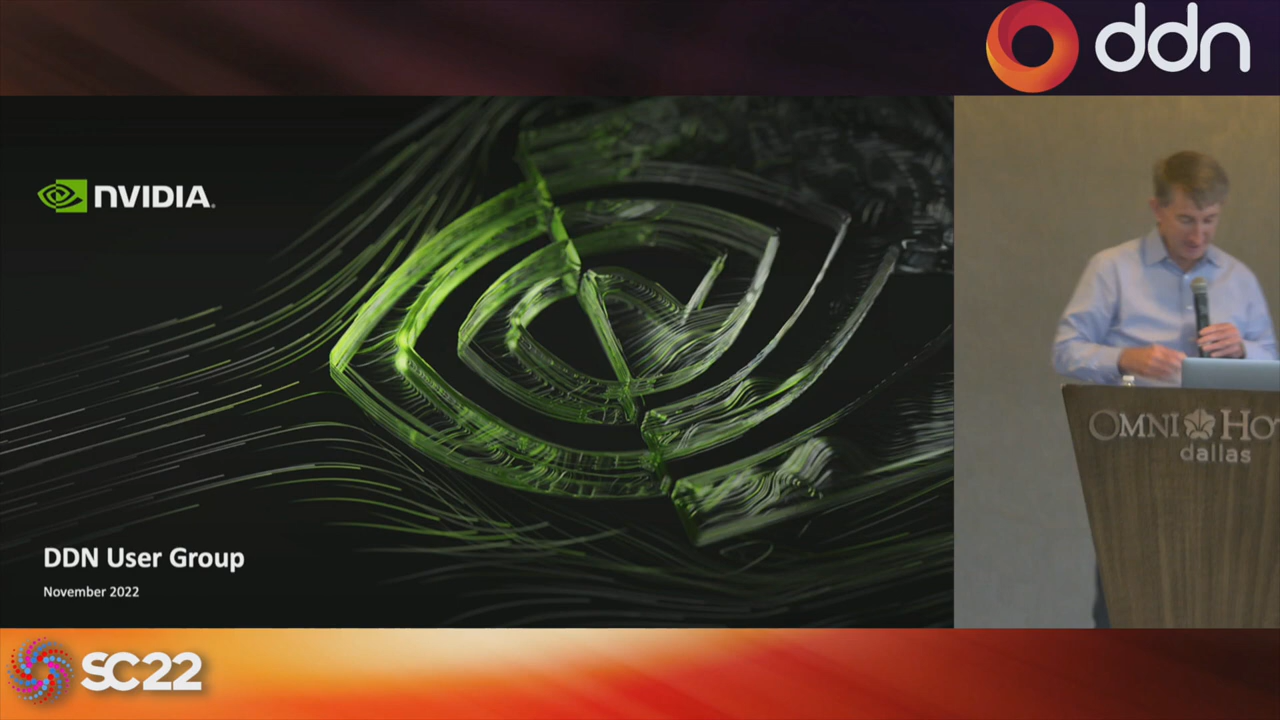 ddn
NVIDIA.
DDN User Group
November 2022
OMNI HO
dallas
SC22